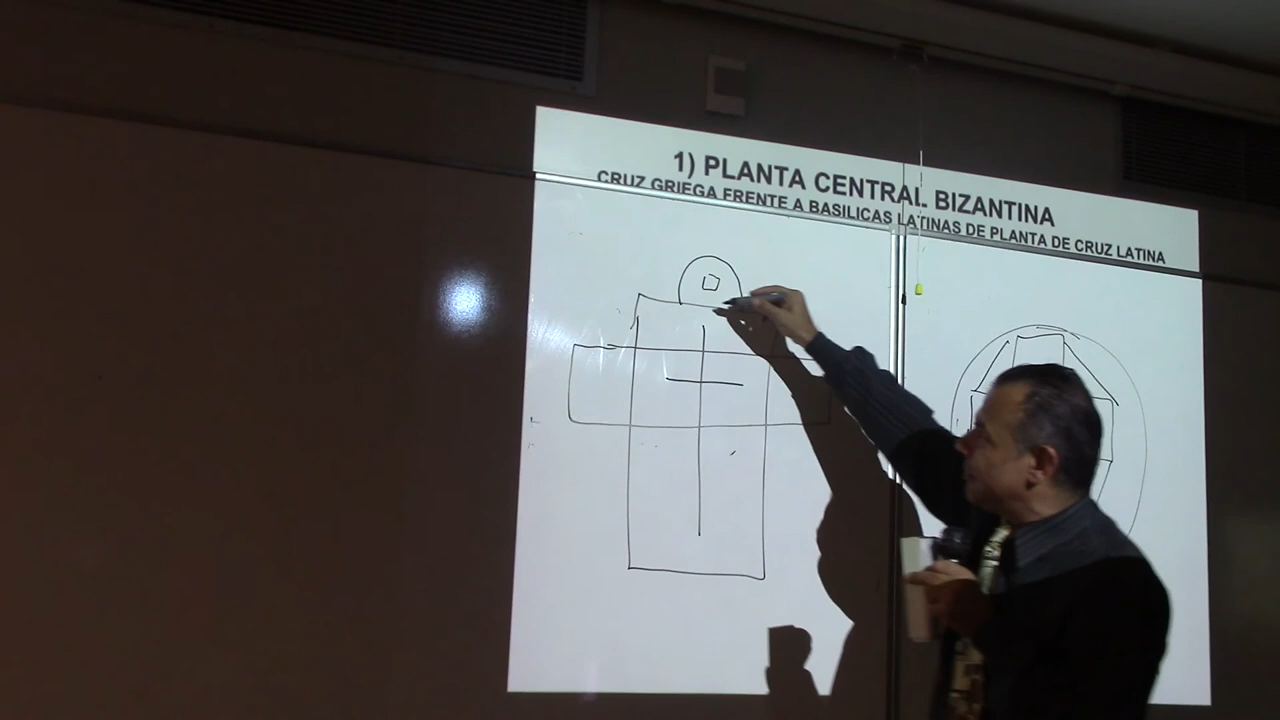 1) PLANTA CENTRAL BIZANTINA
CRUZ GRIEGA FRENTE A BASILICAS LATINAS DE PLANTA DE CRUZ LATINA